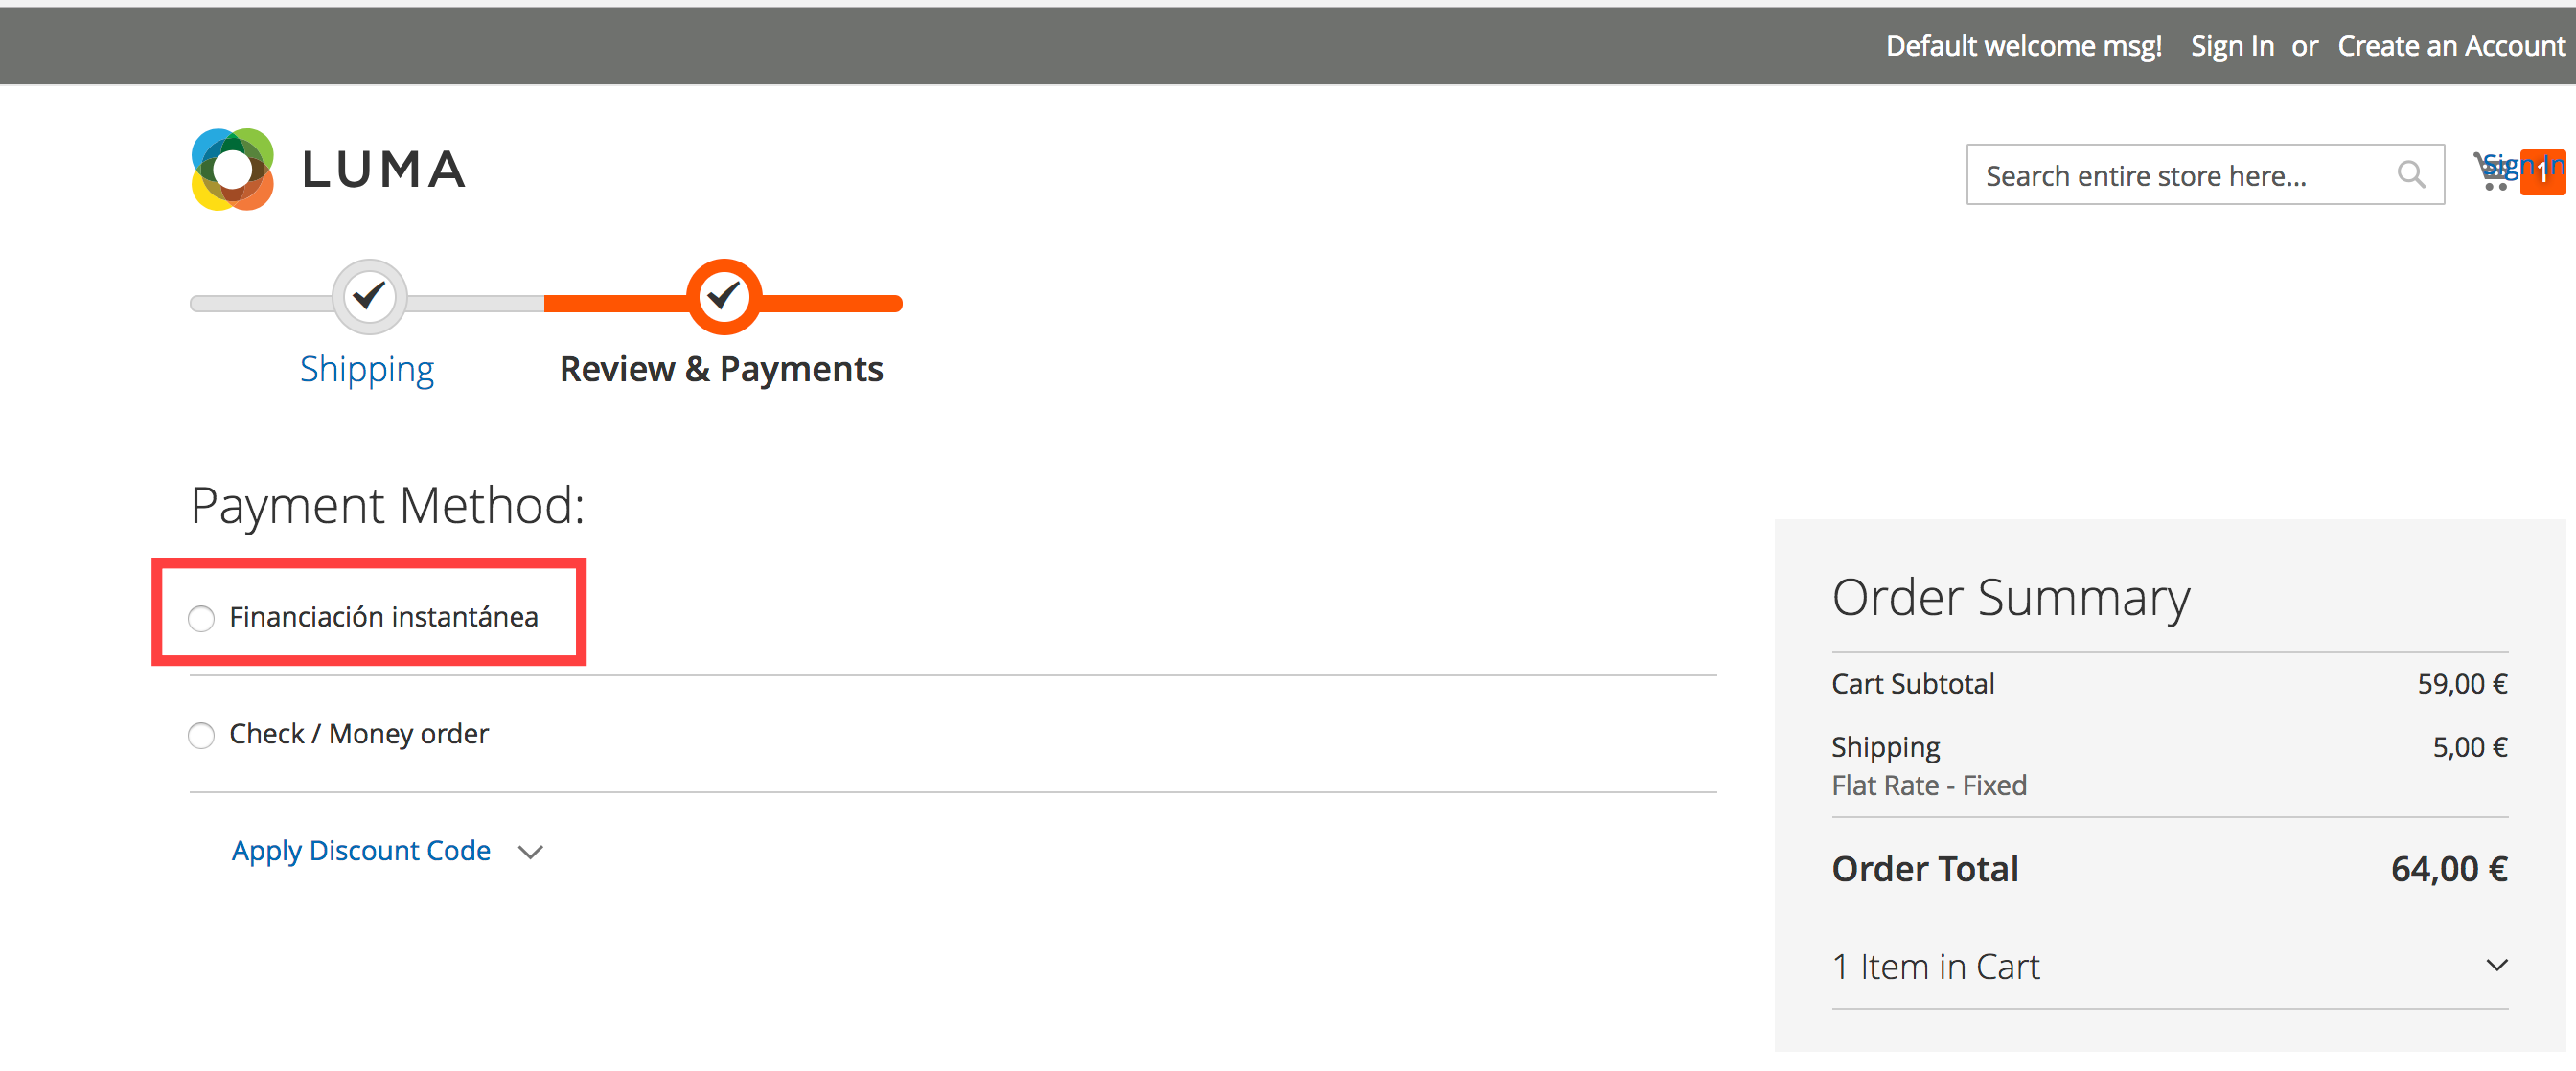 Default welcome msg! Sign In or Create an Account
LUMA
Search entire store here...
Sign In
1
Shipping
Review & Payments
Payment Method:
Financiación instantánea
Check / Money order
Apply Discount Code
Order Summary
Cart Subtotal 59,00 €
Shipping 5,00 €
Flat Rate - Fixed
Order Total 64,00 €
1 Item in Cart